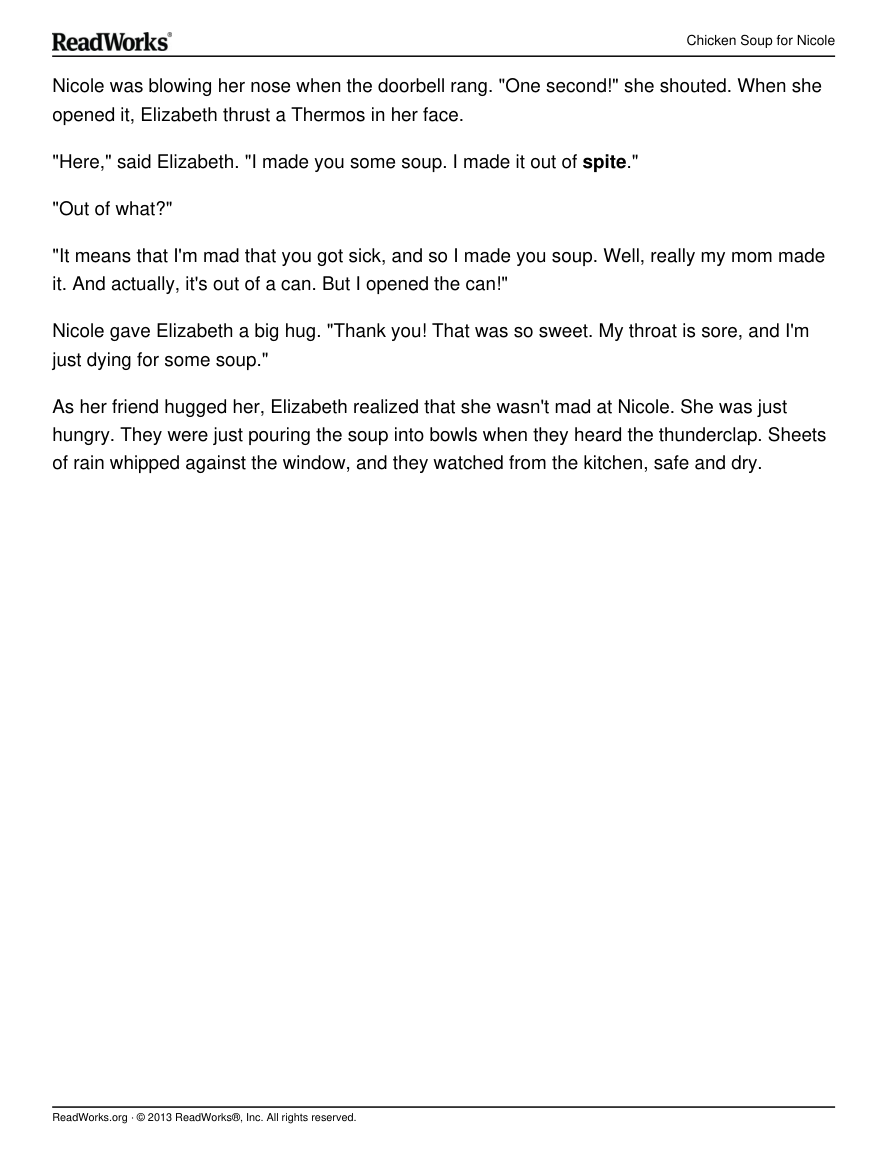 ReadWorks®
Chicken Soup for Nicole
Nicole was blowing her nose when the doorbell rang. "One second!" she shouted. When she
opened it, Elizabeth thrust a Thermos in her face.
"Here," said Elizabeth. "I made you some soup. I made it out of spite."
"Out of what?"
"It means that I'm mad that you got sick, and so I made you soup. Well, really my mom made
it. And actually, it's out of a can. But I opened the can!"
Nicole gave Elizabeth a big hug. "Thank you! That was so sweet. My throat is sore, and I'm
just dying for some soup."
As her friend hugged her, Elizabeth realized that she wasn't mad at Nicole. She was just
hungry. They were just pouring the soup into bowls when they heard the thunderclap. Sheets
of rain whipped against the window, and they watched from the kitchen, safe and dry.
ReadWorks.org · © 2013 ReadWorks®, Inc. All rights reserved.